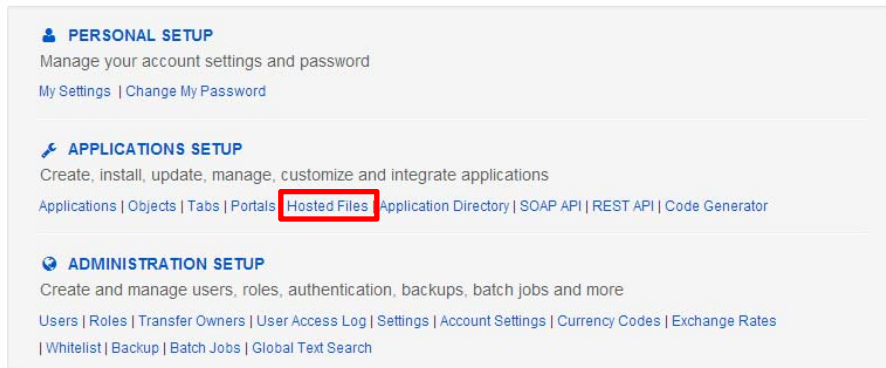 PERSONAL SETUP
Manage your account settings and password
My Settings | Change My Password
APPLICATIONS SETUP
Create, install, update, manage, customize and integrate applications
Applications | Objects | Tabs | Portals | Hosted Files | Application Directory | SOAP API | REST API | Code Generator
ADMINISTRATION SETUP
Create and manage users, roles, authentication, backups, batch jobs and more
Users | Roles | Transfer Owners | User Access Log | Settings | Account Settings | Currency Codes | Exchange Rates
| Whitelist | Backup | Batch Jobs | Global Text Search